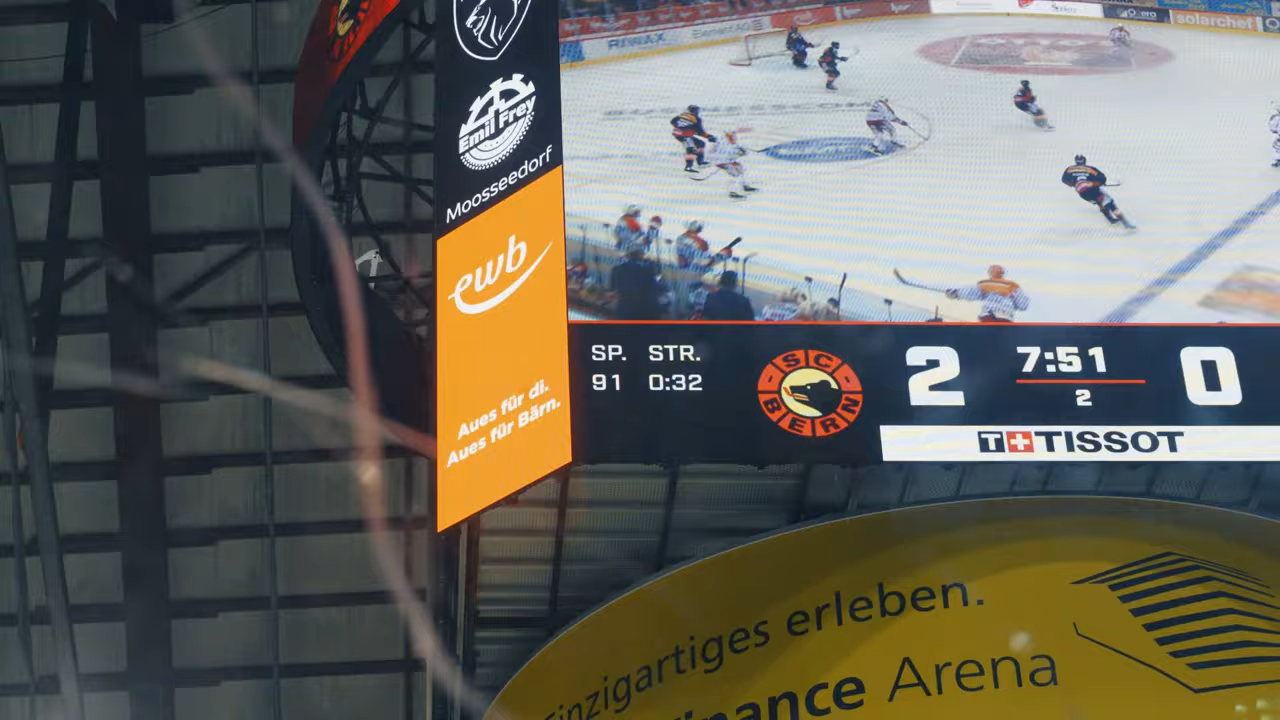 Emil Frey
Moosseedorf
ewb
Aues für di.
Aues für Bärn.
solarchet
SP. STR.
91 0:32
SC
BERN
2
7:51
2
0
T+TISSOT
Einzigartiges erleben.
Arena